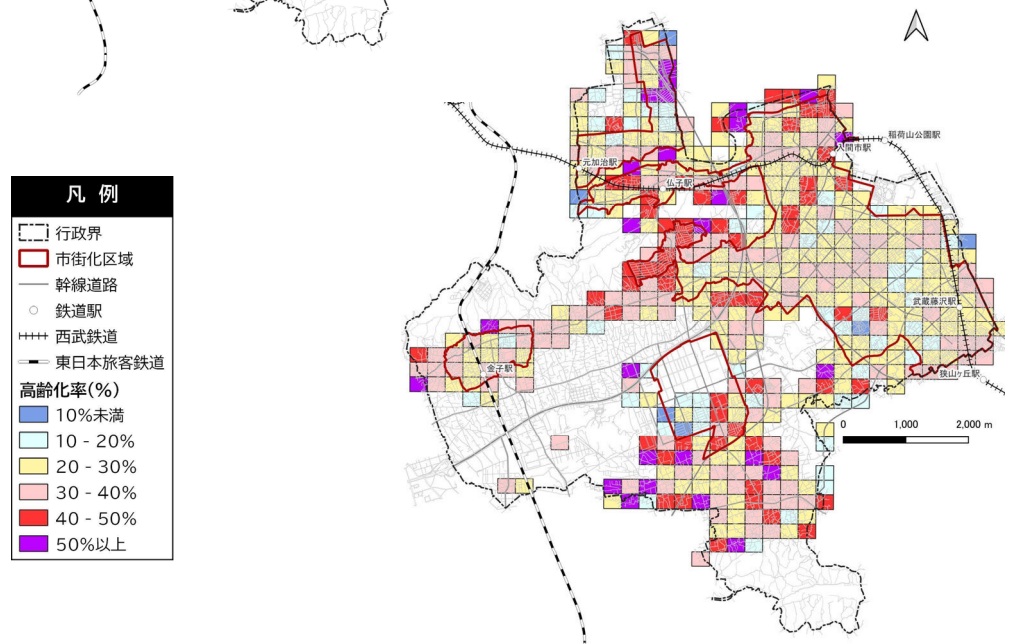 稲荷山公園駅
入間市駅
元加治駅
仏子駅
凡 例
行政界
市街化区域
幹線道路
鉄道駅
西武鉄道
東日本旅客鉄道
高齢化率(%)
10%未満
10 - 20%
20 - 30%
30 - 40%
40 - 50%
50%以上
武蔵藤沢駅
金子駅
狭山ヶ丘駅
0 1,000 2,000 m